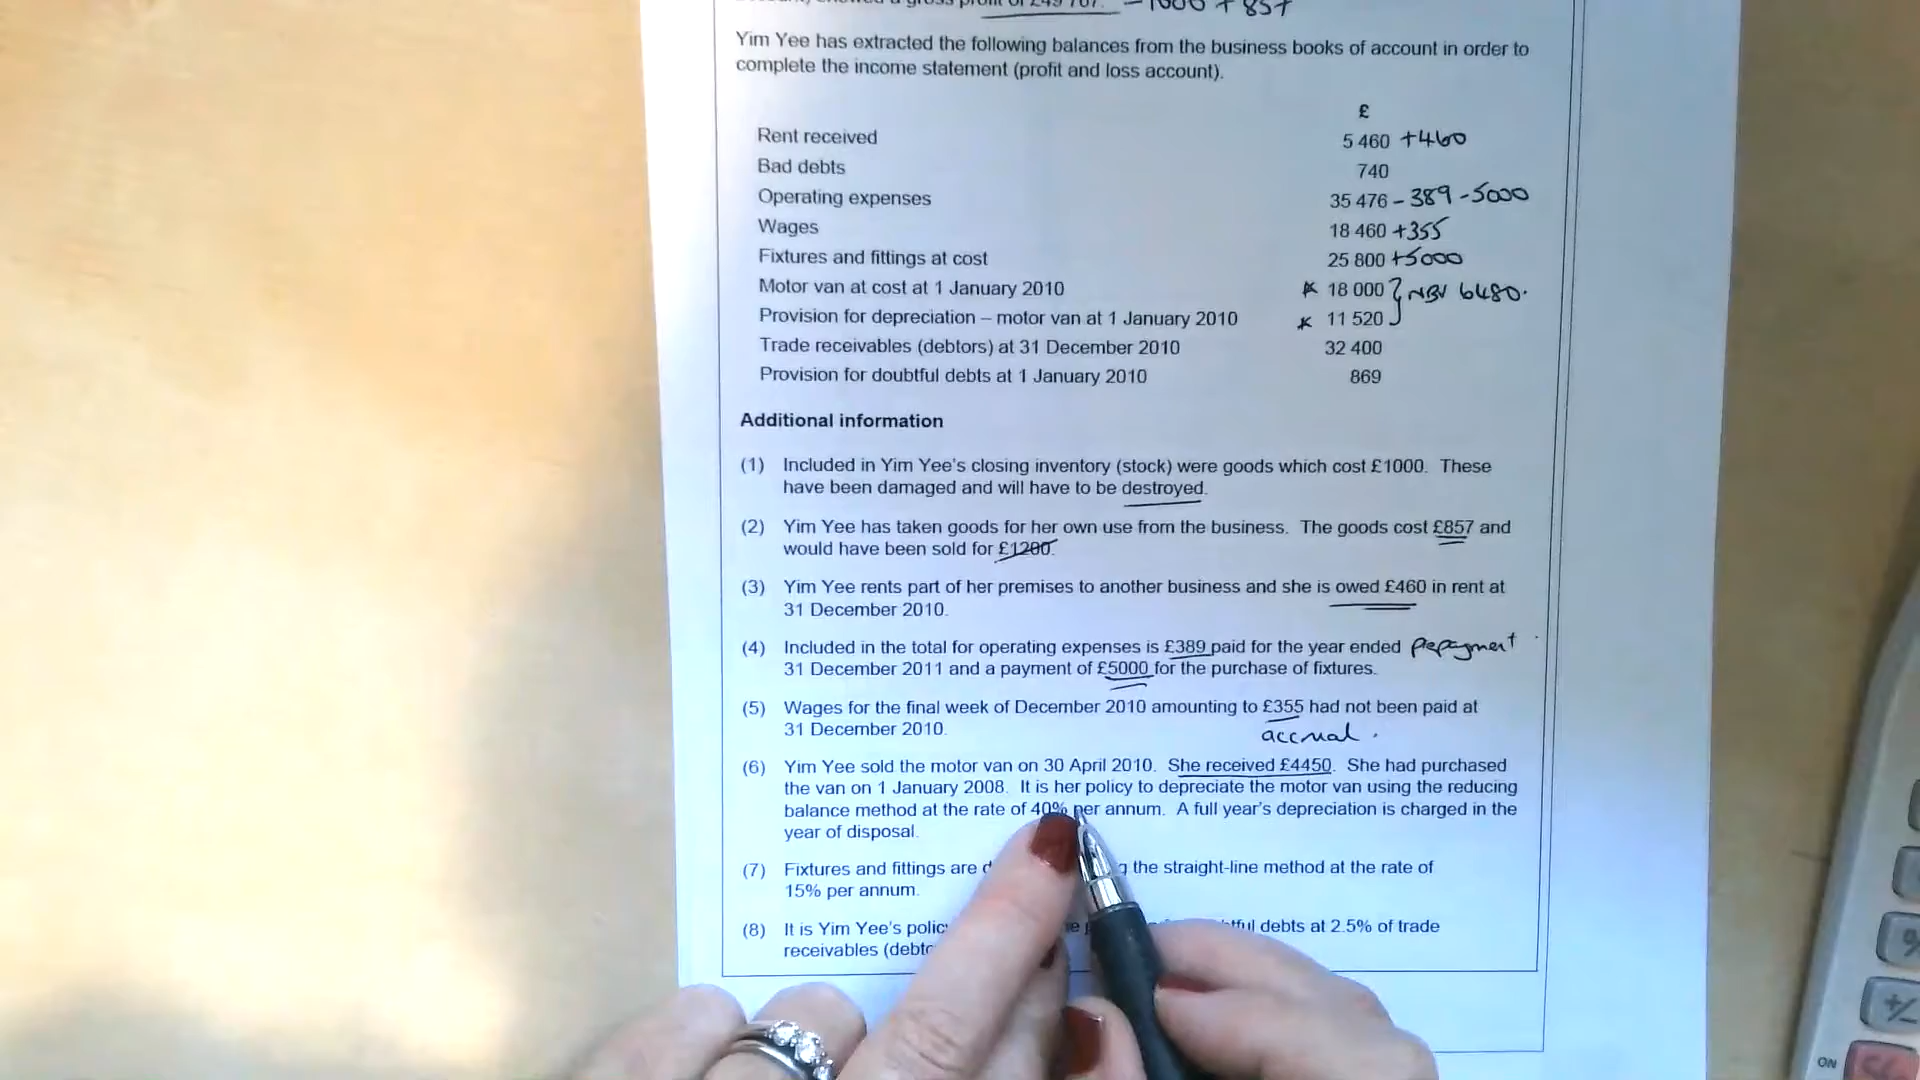 gross profit of £49 767. - 1000 + 857
Yim Yee has extracted the following balances from the business books of account in order to
complete the income statement (profit and loss account).
£
Rent received 5 460 +460
Bad debts 740
Operating expenses 35 476 - 389 - 5000
Wages 18 460 +355
Fixtures and fittings at cost 25 800 +5000
Motor van at cost at 1 January 2010 * 18 000 } NBV 6480.
Provision for depreciation – motor van at 1 January 2010 * 11 520
Trade receivables (debtors) at 31 December 2010 32 400
Provision for doubtful debts at 1 January 2010 869
Additional information
(1) Included in Yim Yee's closing inventory (stock) were goods which cost £1000. These
have been damaged and will have to be destroyed.
(2) Yim Yee has taken goods for her own use from the business. The goods cost £857 and
would have been sold for £1200.
(3) Yim Yee rents part of her premises to another business and she is owed £460 in rent at
31 December 2010.
(4) Included in the total for operating expenses is £389 paid for the year ended prepayment
31 December 2011 and a payment of £5000 for the purchase of fixtures.
(5) Wages for the final week of December 2010 amounting to £355 had not been paid at
31 December 2010. accrual.
(6) Yim Yee sold the motor van on 30 April 2010. She received £4450. She had purchased
the van on 1 January 2008. It is her policy to depreciate the motor van using the reducing
balance method at the rate of 40% per annum. A full year's depreciation is charged in the
year of disposal.
(7) Fixtures and fittings are the straight-line method at the rate of
15% per annum.
(8) It is Yim Yee's debts at 2.5% of trade
receivables
ON